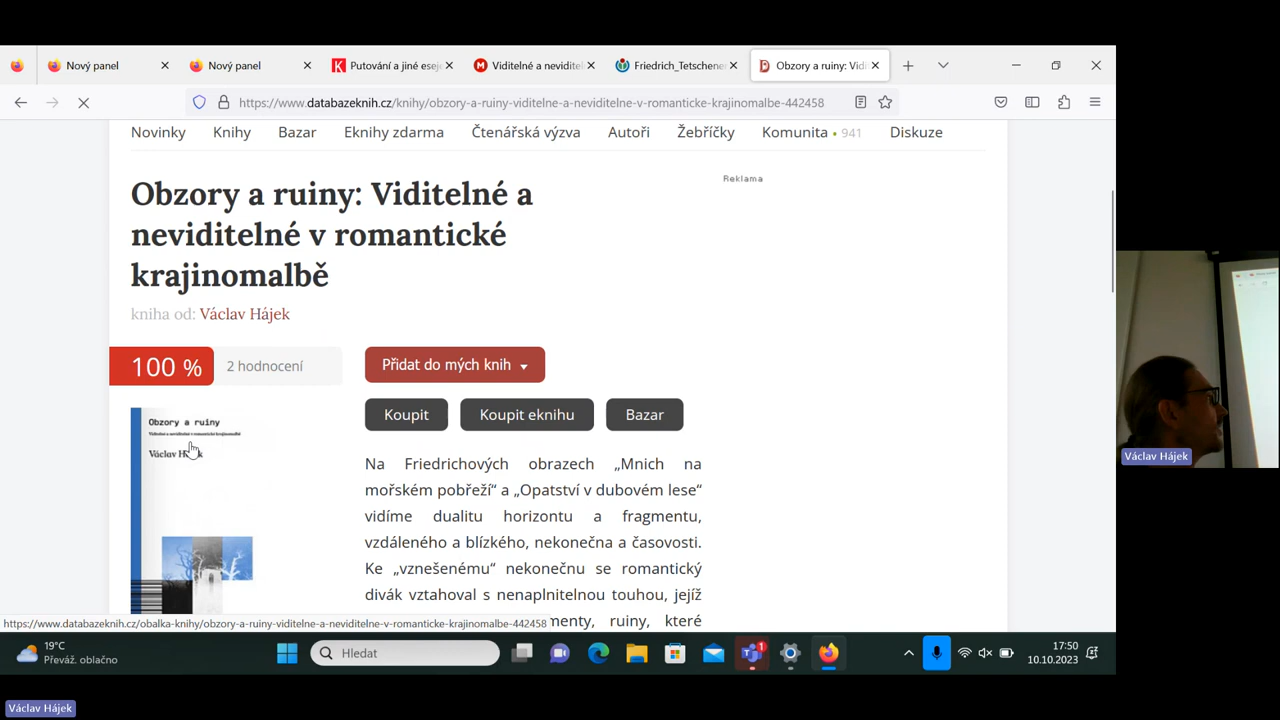 Nový panel
Nový panel
Putování a jiné esej
Viditelné a neviditel
Friedrich_Tetschener
Obzory a ruiny: Vidi
https://www.databazeknih.cz/knihy/obzory-a-ruiny-viditelne-a-neviditelne-v-romanticke-krajinomalbe-442458
Novinky Knihy Bazar Eknihy zdarma Čtenářská výzva Autoři Žebříčky Komunita • 941 Diskuze
Reklama
Obzory a ruiny: Viditelné a
neviditelné v romantické
krajinomalbě
kniha od: Václav Hájek
100 % 2 hodnocení
Přidat do mých knih
Koupit Koupit eknihu Bazar
Obzory a ruiny
Viditelné a neviditelné v romantické krajinomalbě
Václav Hájek
Na Friedrichových obrazech „Mnich na
mořském pobřeží“ a „Opatství v dubovém lese“
vidíme dualitu horizontu a fragmentu,
vzdáleného a blízkého, nekonečna a časovosti.
Ke „vznešenému“ nekonečnu se romantický
divák vztahoval s nenaplnitelnou touhou, jejíž
menty, ruiny, které
https://www.databazeknih.cz/obalka-knihy/obzory-a-ruiny-viditelne-a-neviditelne-v-romanticke-krajinomalbe-442458
19°C
Převáž. oblačno
Hledat
1
17:50
10.10.2023
Václav Hájek
Václav Hájek